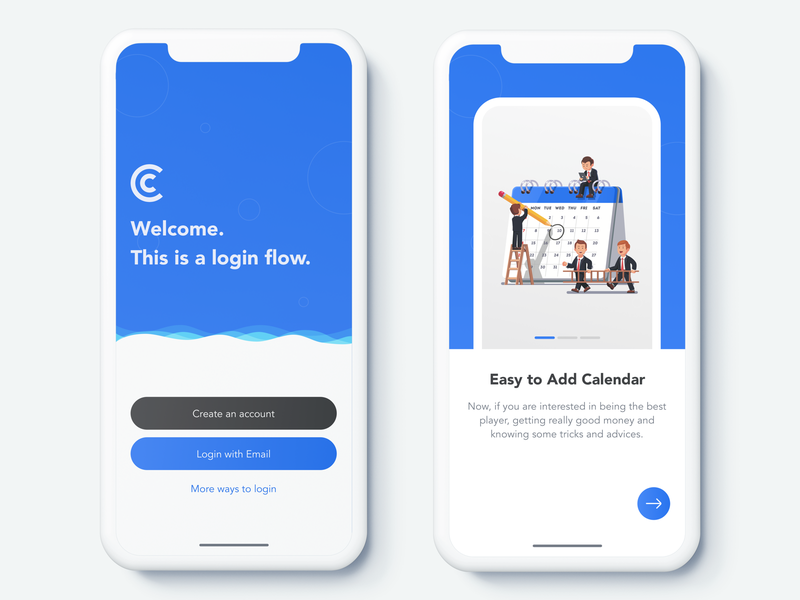 C
Welcome.
This is a login flow.
Create an account
Login with Email
More ways to login
MON TUE WED THU FRI SAT
Easy to Add Calendar
Now, if you are interested in being the best
player, getting really good money and
knowing some tricks and advices.